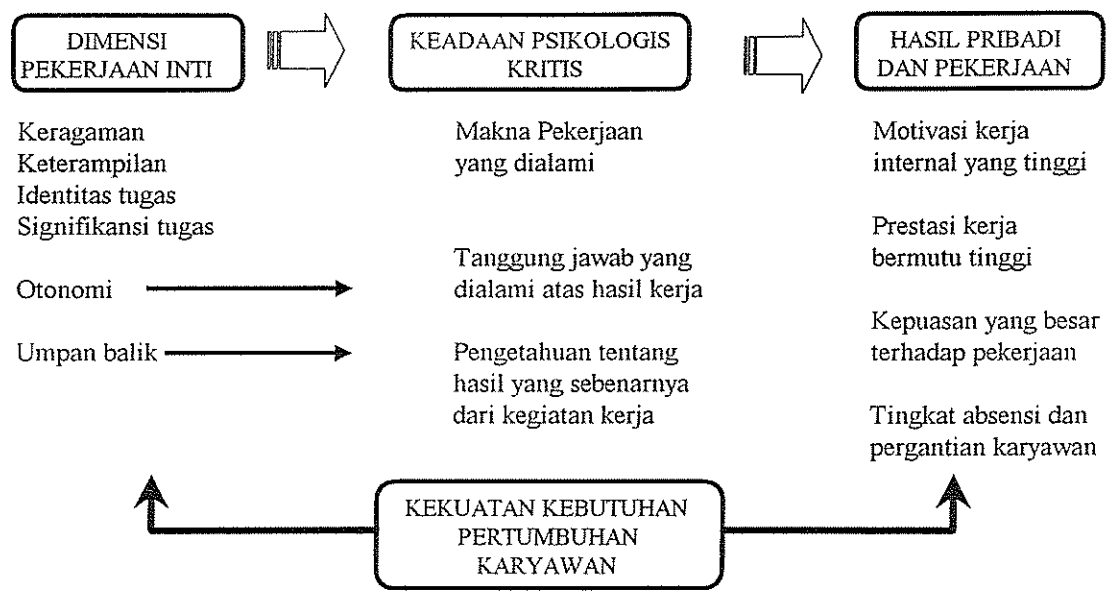 DIMENSI
PEKERJAAN INTI
KEADAAN PSIKOLOGIS
KRITIS
HASIL PRIBADI
DAN PEKERJAAN
Keragaman
Keterampilan
Identitas tugas
Signifikansi tugas
Makna Pekerjaan
yang dialami
Motivasi kerja
internal yang tinggi
Prestasi kerja
bermutu tinggi
Otonomi
Tanggung jawab yang
dialami atas hasil kerja
Kepuasan yang besar
terhadap pekerjaan
Umpan balik
Pengetahuan tentang
hasil yang sebenarnya
dari kegiatan kerja
Tingkat absensi dan
pergantian karyawan
KEKUATAN KEBUTUHAN
PERTUMBUHAN
KARYAWAN